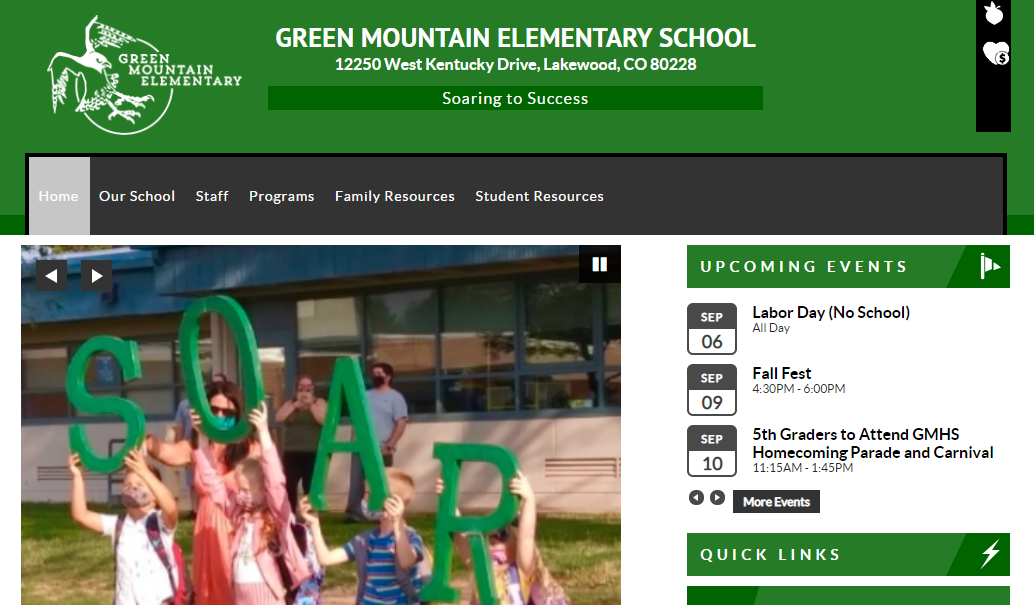 GREEN
MOUNTAIN
ELEMENTARY
GREEN MOUNTAIN ELEMENTARY SCHOOL
12250 West Kentucky Drive, Lakewood, CO 80228
Soaring to Success
$
Home Our School Staff Programs Family Resources Student Resources
SOAR
UPCOMING EVENTS
SEP
06
Labor Day (No School)
All Day
SEP
09
Fall Fest
4:30PM - 6:00PM
SEP
10
5th Graders to Attend GMHS
Homecoming Parade and Carnival
11:15AM - 1:45PM
More Events
QUICK LINKS